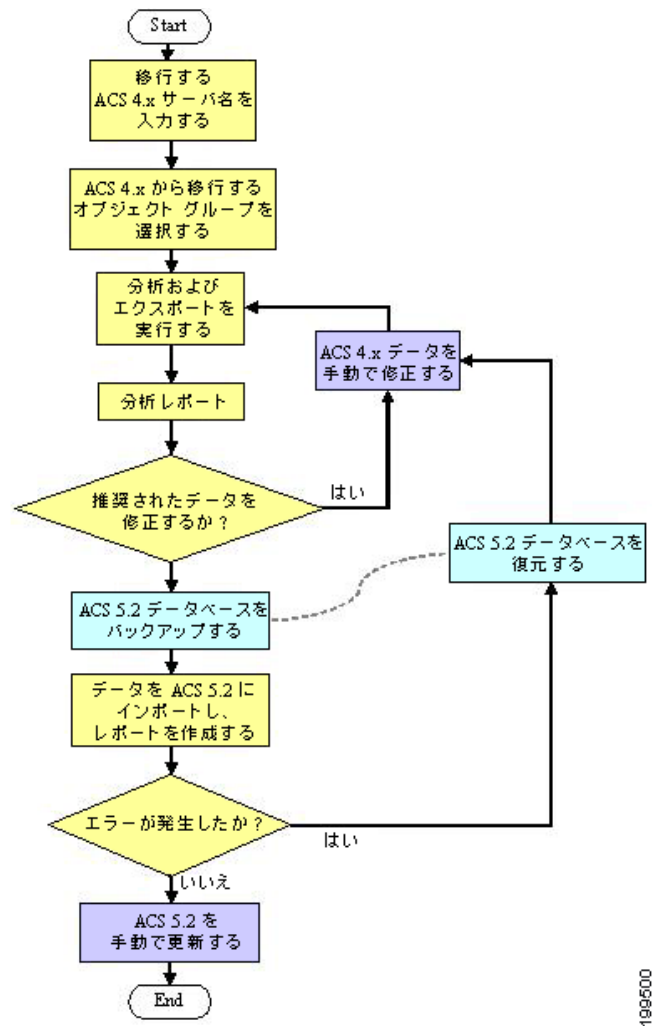 Start
移行する
ACS 4.x サーバ名を
入力する
ACS 4.x から移行する
オブジェクト グループを
選択する
分析および
エクスポートを
実行する
ACS 4.x データを
手動で修正する
分析レポート
推奨されたデータを
修正するか？
はい
ACS 5.2 データベースを
復元する
ACS 5.2 データベースを
バックアップする
データを ACS 5.2 に
インポートし、
レポートを作成する
エラーが発生したか？
はい
いいえ
ACS 5.2 を
手動で更新する
End
199500